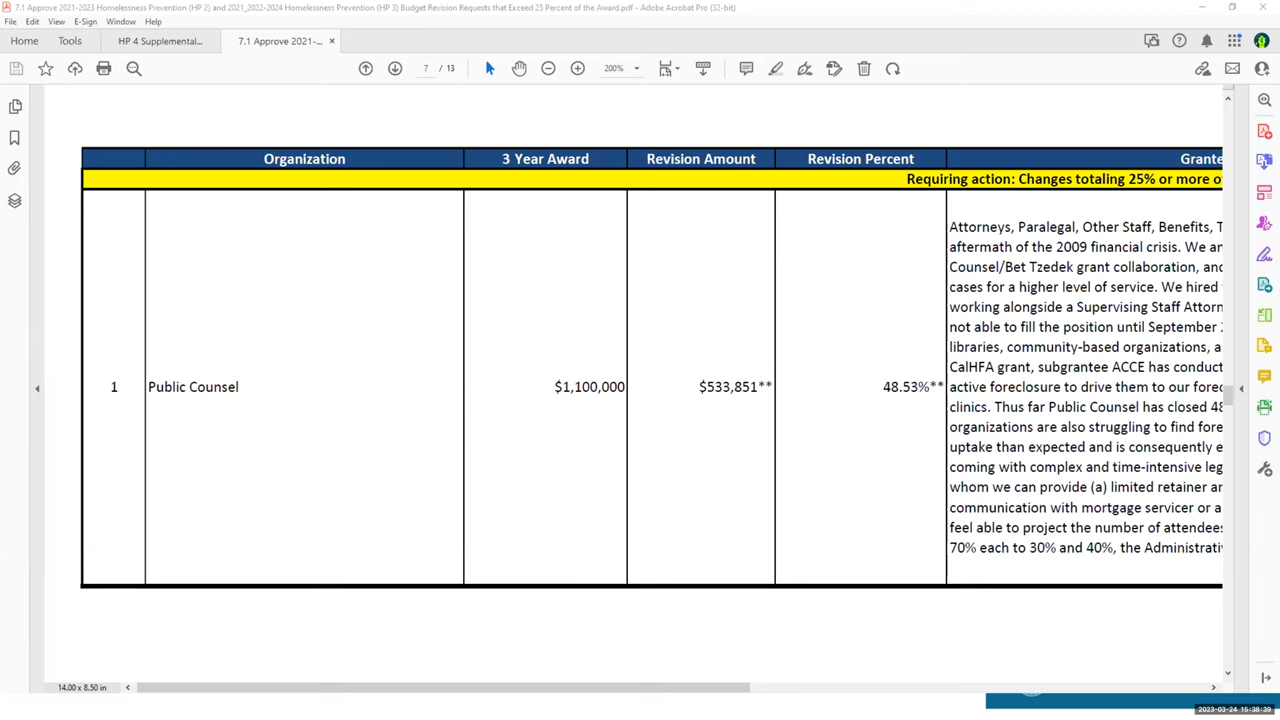 7.1 Approve 2021-2023 Homelessness Prevention (HP 2) and 2021_2022-2024 Homelessness Prevention (HP 3) Budget Revision Requests that Exceed 25 Percent of the Award.pdf - Adobe Acrobat Pro (32-bit)
File Edit View E-Sign Window Help
Home Tools HP 4 Supplemental... 7.1 Approve 2021-... ×
7 / 13 200%
Organization 3 Year Award Revision Amount Revision Percent Grante
Requiring action: Changes totaling 25% or more o
Attorneys, Paralegal, Other Staff, Benefits, T
aftermath of the 2009 financial crisis. We an
Counsel/Bet Tzedek grant collaboration, and
cases for a higher level of service. We hired
working alongside a Supervising Staff Attorn
not able to fill the position until September
libraries, community-based organizations, a
CalHFA grant, subgrantee ACCE has conduct
1 Public Counsel $1,100,000 $533,851** 48.53%** active foreclosure to drive them to our forec
clinics. Thus far Public Counsel has closed 48
organizations are also struggling to find fore
uptake than expected and is consequently e
coming with complex and time-intensive leg
whom we can provide (a) limited retainer ar
communication with mortgage servicer or a
feel able to project the number of attendees
70% each to 30% and 40%, the Administrati
14.00 x 8.50 in
2023-03-24 15:38:39